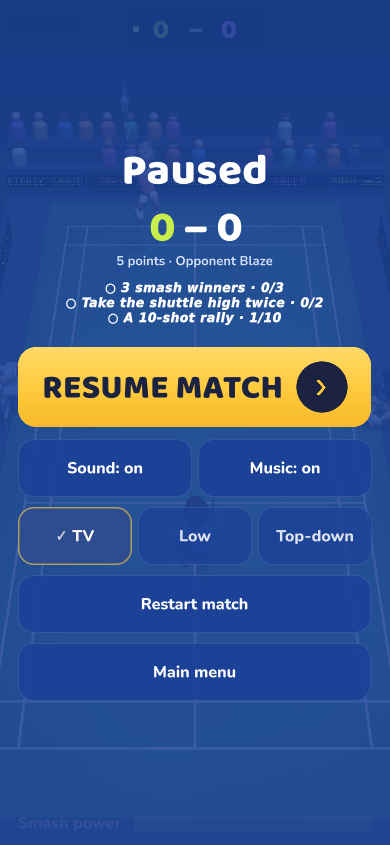 0 – 0
Paused
0 – 0
5 points · Opponent Blaze
○ 3 smash winners · 0/3
○ Take the shuttle high twice · 0/2
○ A 10-shot rally · 1/10
RESUME MATCH ›
Sound: on
Music: on
✓ TV
Low
Top-down
Restart match
Main menu
Smash power